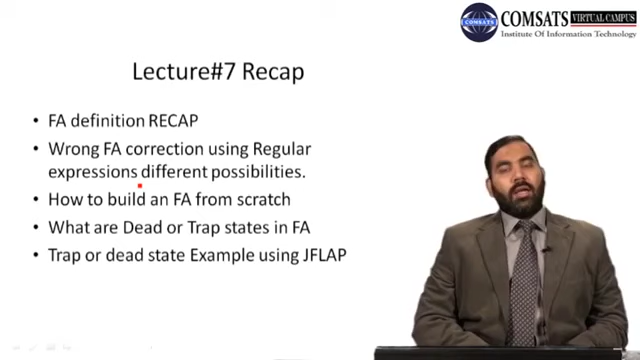 COMSATS VIRTUAL CAMPUS
Institute Of Information Technology
COMSATS
Lecture#7 Recap
• FA definition RECAP
• Wrong FA correction using Regular
expressions different possibilities.
• How to build an FA from scratch
• What are Dead or Trap states in FA
• Trap or dead state Example using JFLAP